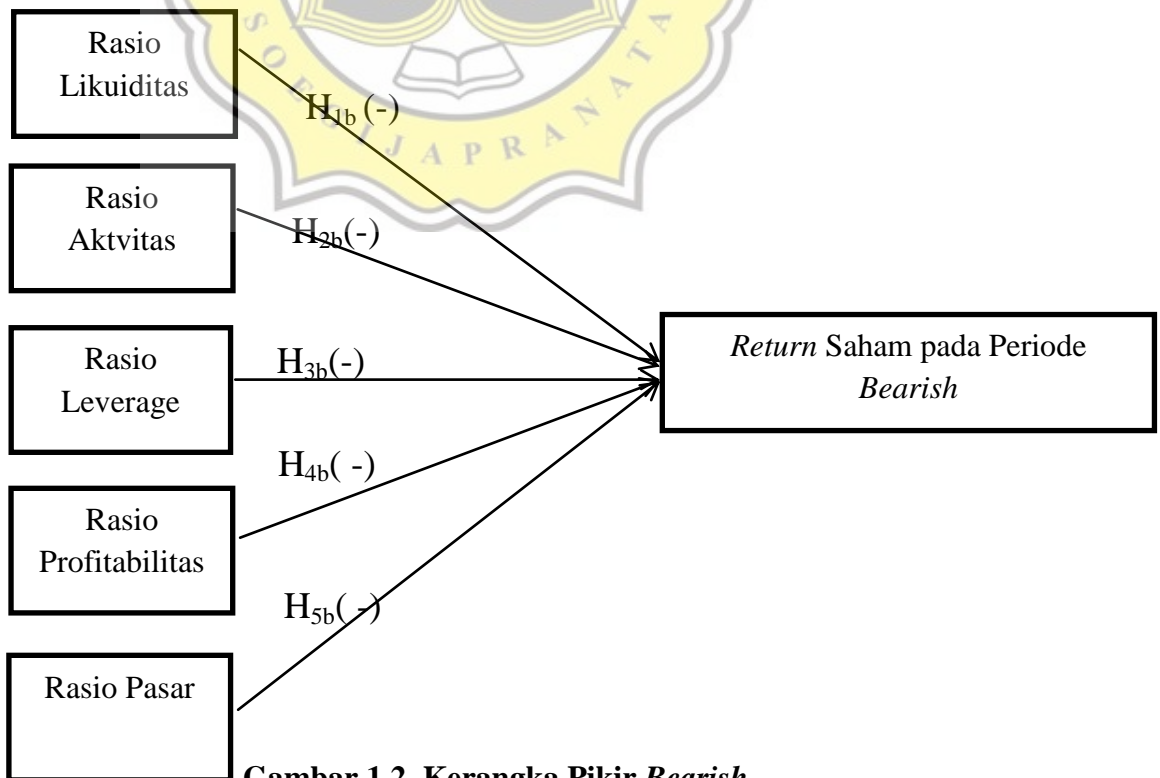 Rasio
Likuiditas
H1b (-)
SOEGIJAPRANATA
Rasio
Aktvitas
H2b(-)
Rasio
Leverage
H3b(-)
Return Saham pada Periode
Bearish
Rasio
Profitabilitas
H4b( -)
H5b( -)
Rasio Pasar
Gambar 1.2. Kerangka Pikir Bearish